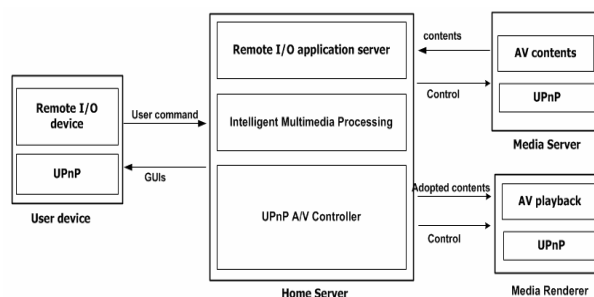 Remote I/O
device
UPnP
User device
User command
GUIs
Remote I/O application server
Intelligent Multimedia Processing
UPnP A/V Controller
Home Server
contents
Control
Adopted contents
Control
AV contents
UPnP
Media Server
AV playback
UPnP
Media Renderer